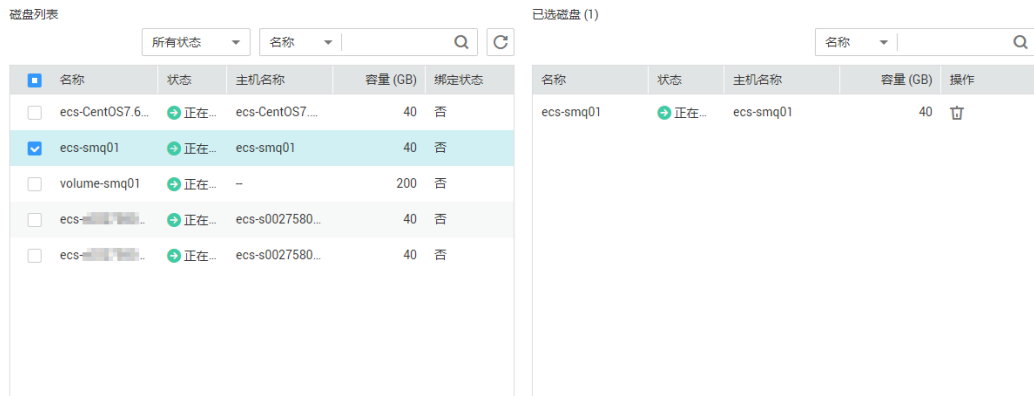 磁盘列表
所有状态 名称
名称 状态 主机名称 容量 (GB) 绑定状态
ecs-CentOS7.6... 正在... ecs-CentOS7.... 40 否
ecs-smq01 正在... ecs-smq01 40 否
volume-smq01 正在... -- 200 否
ecs- .. 正在... ecs-s0027580... 40 否
ecs- .. 正在... ecs-s0027580... 40 否
已选磁盘 (1)
名称
名称 状态 主机名称 容量 (GB) 操作
ecs-smq01 正在... ecs-smq01 40